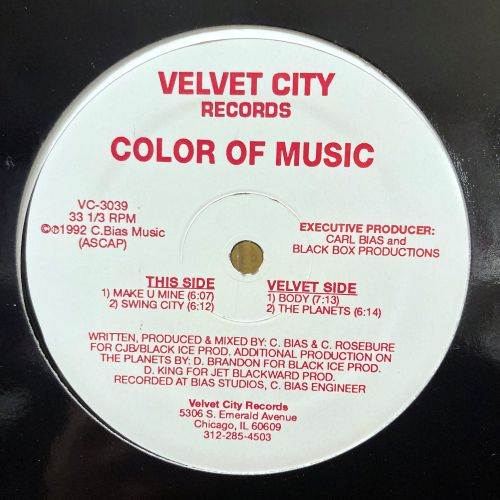 VELVET CITY
RECORDS
COLOR OF MUSIC
VC-3039
33 1/3 RPM
©℗1992 C.Bias Music
(ASCAP)
EXECUTIVE PRODUCER:
CARL BIAS and
BLACK BOX PRODUCTIONS
THIS SIDE
1) MAKE U MINE (6:07)
2) SWING CITY (6:12)
VELVET SIDE
1) BODY (7:13)
2) THE PLANETS (6:14)
WRITTEN, PRODUCED & MIXED BY: C. BIAS & C. ROSEBURE
FOR CJB/BLACK ICE PROD. ADDITIONAL PRODUCTION ON
THE PLANETS BY: D. BRANDON FOR BLACK ICE PROD.
D. KING FOR JET BLACKWARD PROD.
RECORDED AT BIAS STUDIOS, C. BIAS ENGINEER
Velvet City Records
5306 S. Emerald Avenue
Chicago, IL 60609
312-285-4503